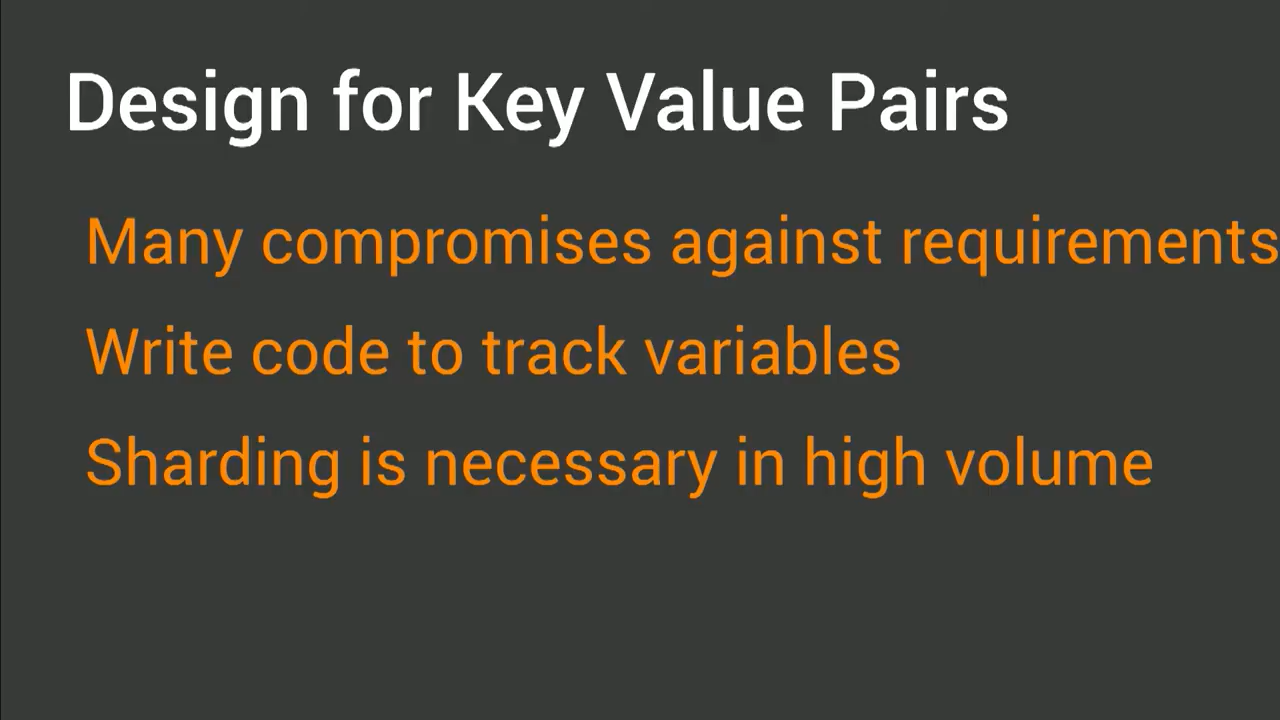 Design for Key Value Pairs
Many compromises against requirements
Write code to track variables
Sharding is necessary in high volume